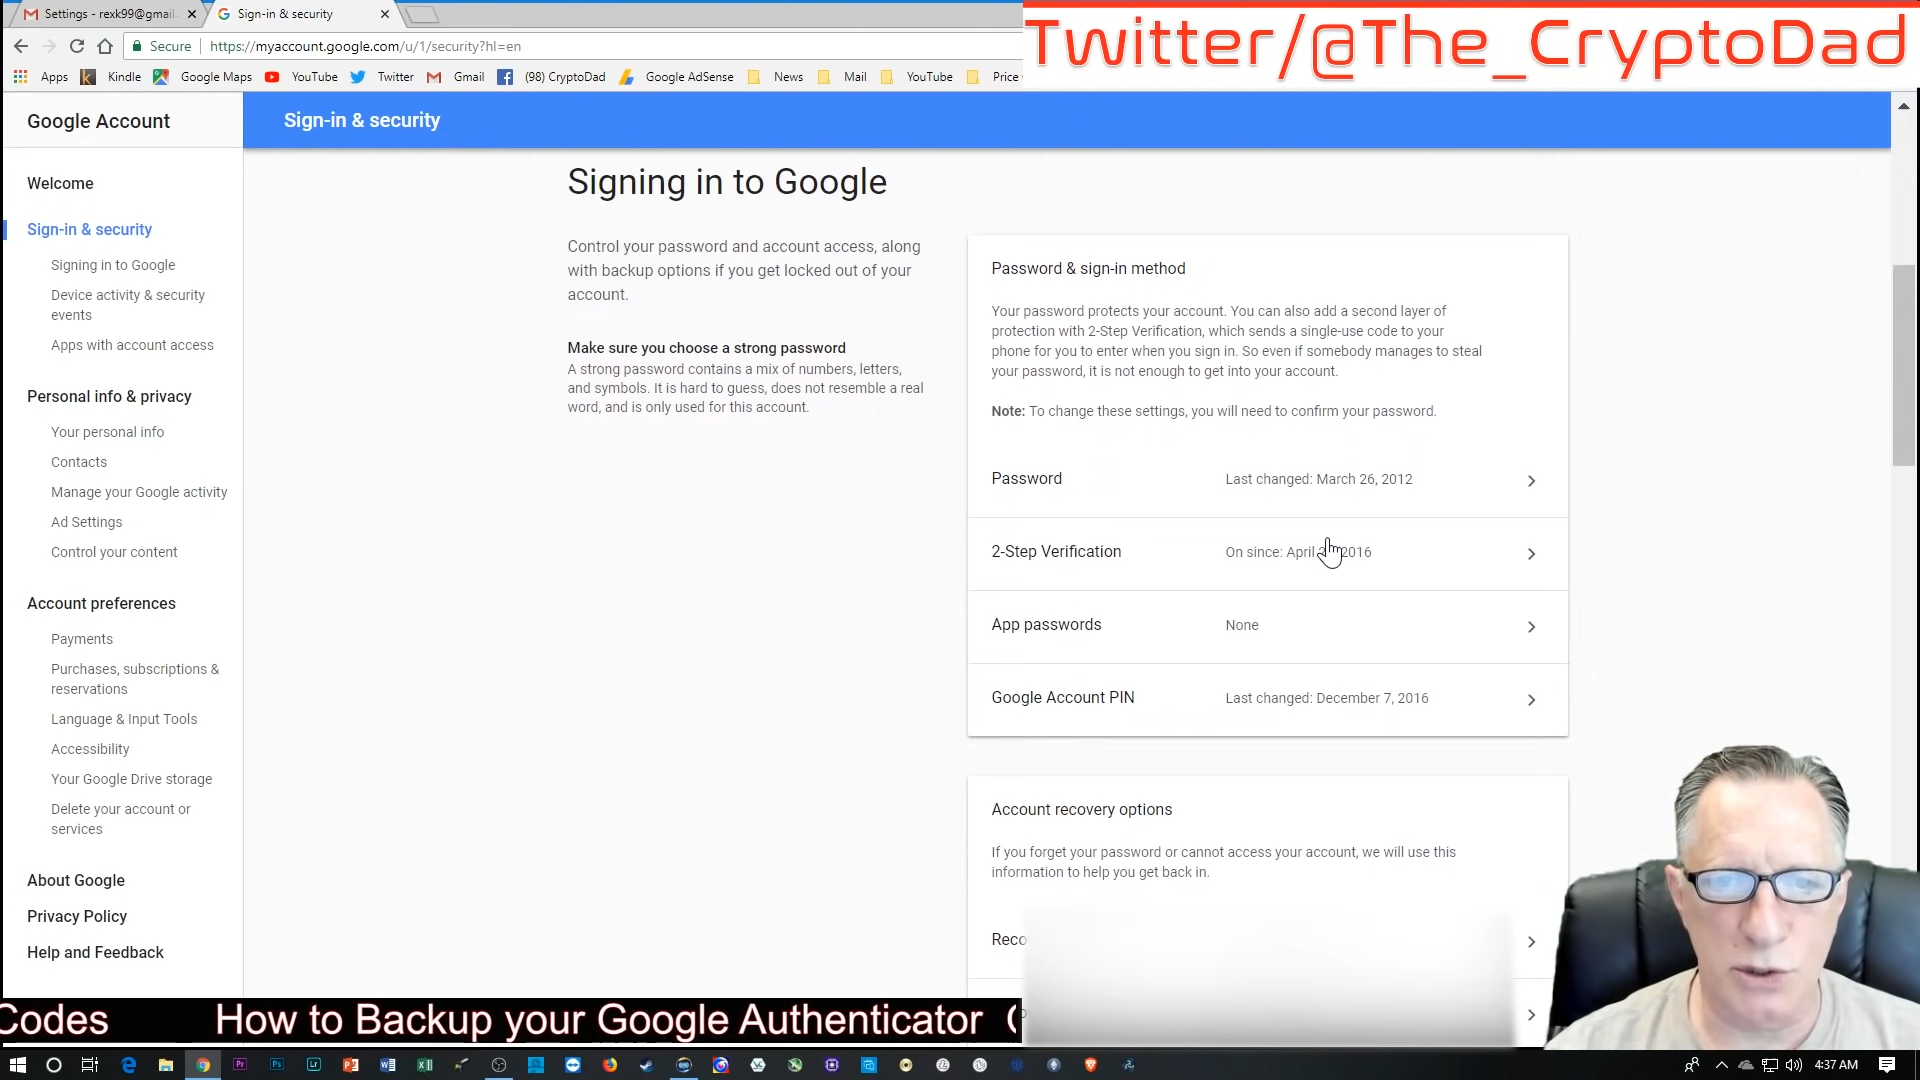 Settings - rexk99@gmail.
Sign-in & security
Twitter/@The_CryptoDad
Secure https://myaccount.google.com/u/1/security?hl=en
Apps Kindle Google Maps YouTube Twitter Gmail (98) CryptoDad Google AdSense News Mail YouTube Price
Google Account
Sign-in & security
Welcome
Sign-in & security
Signing in to Google
Device activity & security
events
Apps with account access
Personal info & privacy
Your personal info
Contacts
Manage your Google activity
Ad Settings
Control your content
Account preferences
Payments
Purchases, subscriptions &
reservations
Language & Input Tools
Accessibility
Your Google Drive storage
Delete your account or
services
About Google
Privacy Policy
Help and Feedback
Signing in to Google
Control your password and account access, along
with backup options if you get locked out of your
account.
Make sure you choose a strong password
A strong password contains a mix of numbers, letters,
and symbols. It is hard to guess, does not resemble a real
word, and is only used for this account.
Password & sign-in method
Your password protects your account. You can also add a second layer of
protection with 2-Step Verification, which sends a single-use code to your
phone for you to enter when you sign in. So even if somebody manages to steal
your password, it is not enough to get into your account.
Note: To change these settings, you will need to confirm your password.
Password Last changed: March 26, 2012
2-Step Verification On since: April 2016
App passwords None
Google Account PIN Last changed: December 7, 2016
Account recovery options
If you forget your password or cannot access your account, we will use this
information to help you get back in.
Reco
Codes How to Backup your Google Authenticator
4:37 AM